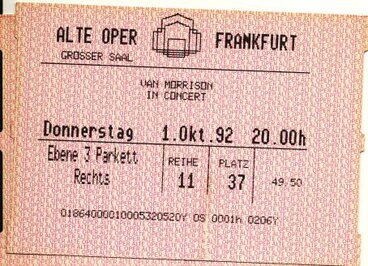 ALTE OPER FRANKFURT
GROSSER SAAL
VAN MORRISON
IN CONCERT
Donnerstag 1.Okt.92 20.00h
Ebene 3 Parkett
Rechts
REIHE
11
PLATZ
37
49,50
01864000010005320520Y OS 0001h 0206Y